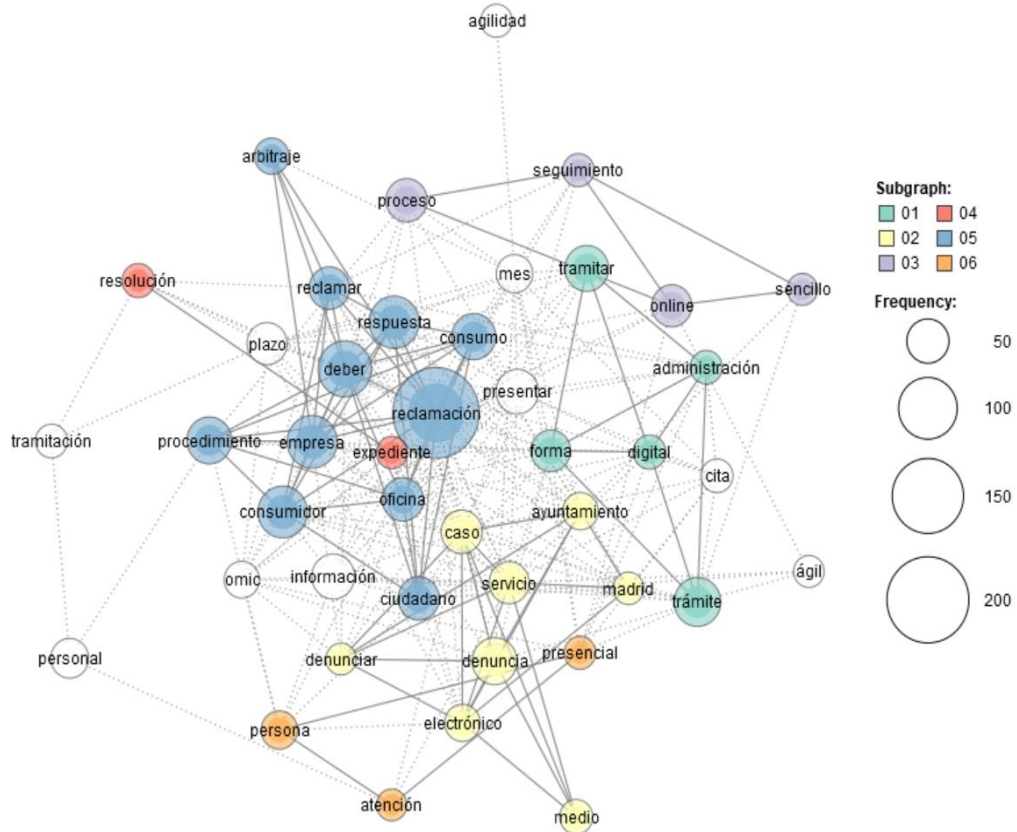 agilidad
arbitraje
seguimiento
proceso
Subgraph:
01 04
02 05
03 06
mes
tramitar
resolución
reclamar
online
sencillo
Frequency:
respuesta
consumo
plazo
50
deber
administración
presentar
100
reclamación
tramitación
procedimiento
empresa
expediente
forma
digital
cita
oficina
150
consumidor
ayuntamiento
caso
omic
información
servicio
madrid
ágil
ciudadano
trámite
200
personal
denunciar
denuncia
presencial
persona
electrónico
atención
medio